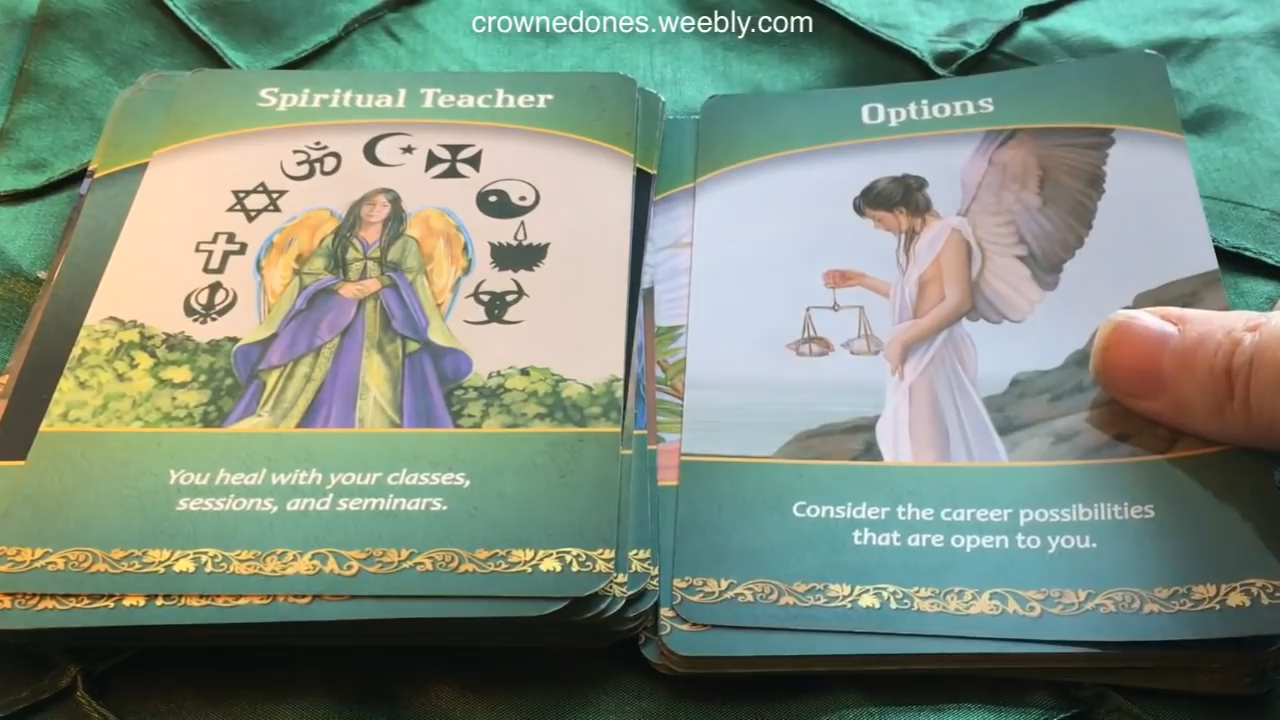 crownedones.weebly.com
Spiritual Teacher
You heal with your classes,
sessions, and seminars.
Options
Consider the career possibilities
that are open to you.